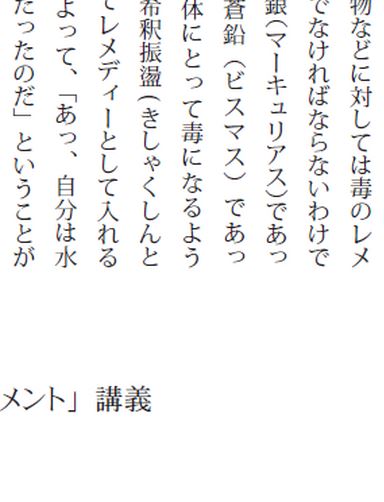 物などに対しては毒のレメ
でなければならないわけで
銀(マーキュリアス)であっ
蒼鉛（ビスマス）であっ
体にとって毒になるよう
希釈振盪(きしゃくしんと
てレメディーとして入れる
よって、「あっ、自分は水
たったのだ」ということが
メント」講義